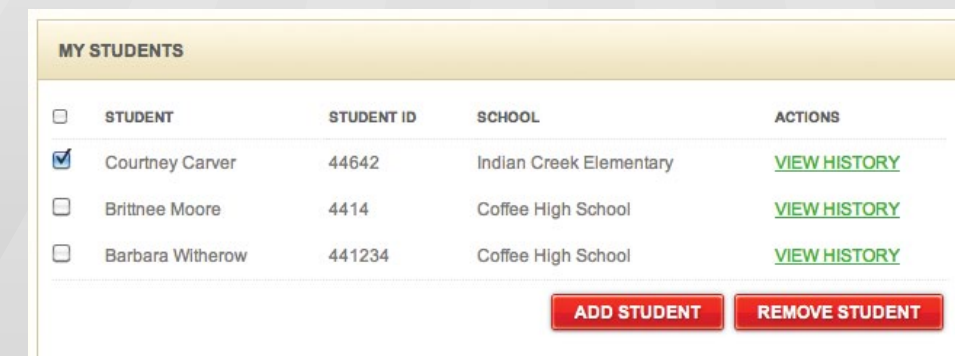 MY STUDENTS
STUDENT STUDENT ID SCHOOL ACTIONS
Courtney Carver 44642 Indian Creek Elementary VIEW HISTORY
Brittnee Moore 4414 Coffee High School VIEW HISTORY
Barbara Witherow 441234 Coffee High School VIEW HISTORY
ADD STUDENT REMOVE STUDENT